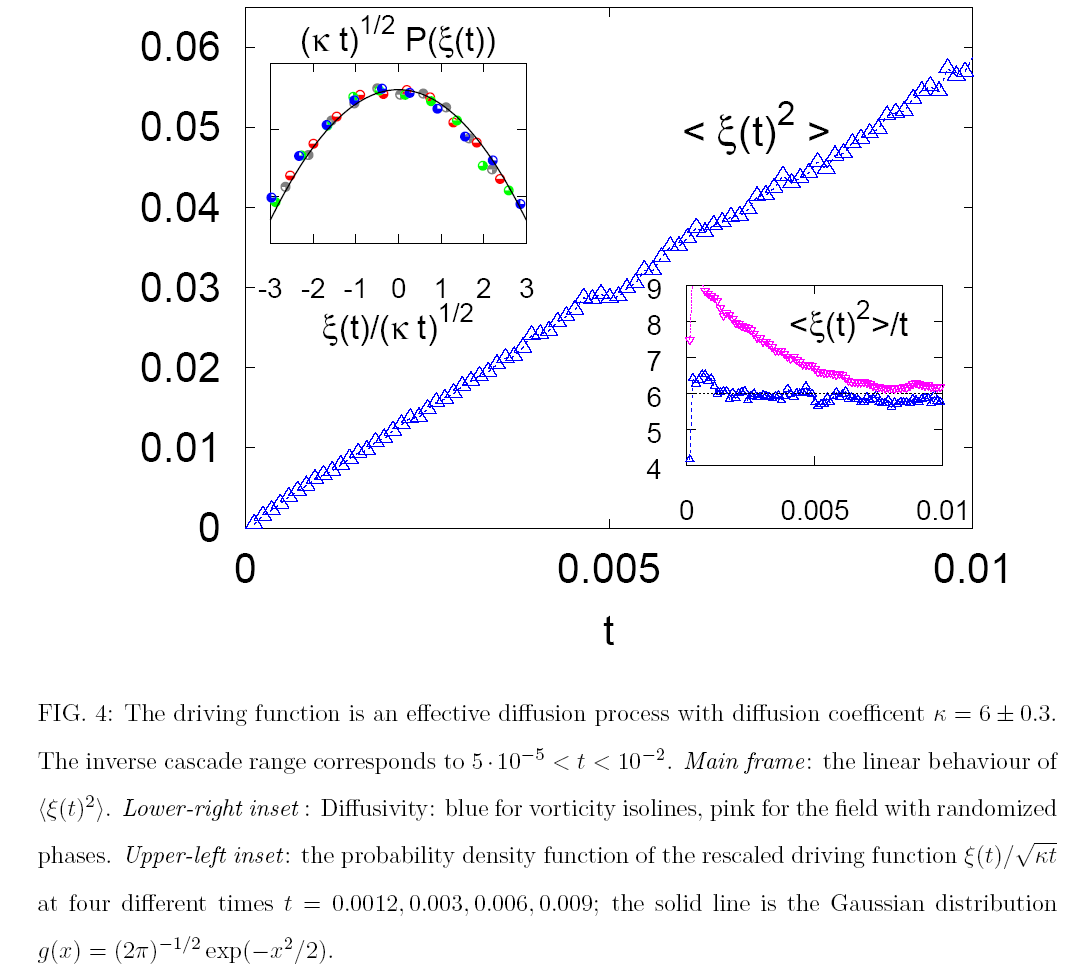 0.06
0.05
0.04
0.03
0.02
0.01
0
(κ t)^1/2 P(ξ(t))
-3 -2 -1 0 1 2 3
ξ(t)/(κ t)^1/2
< ξ(t)^2 >
9
8
7
6
5
4
<ξ(t)^2>/t
0 0.005 0.01
0 0.005 0.01
t
FIG. 4: The driving function is an effective diffusion process with diffusion coefficent κ = 6 ± 0.3.
The inverse cascade range corresponds to 5 · 10^−5 < t < 10^−2. Main frame: the linear behaviour of
⟨ξ(t)^2⟩. Lower-right inset : Diffusivity: blue for vorticity isolines, pink for the field with randomized
phases. Upper-left inset: the probability density function of the rescaled driving function ξ(t)/√κt
at four different times t = 0.0012, 0.003, 0.006, 0.009; the solid line is the Gaussian distribution
g(x) = (2π)^−1/2 exp(−x^2/2).